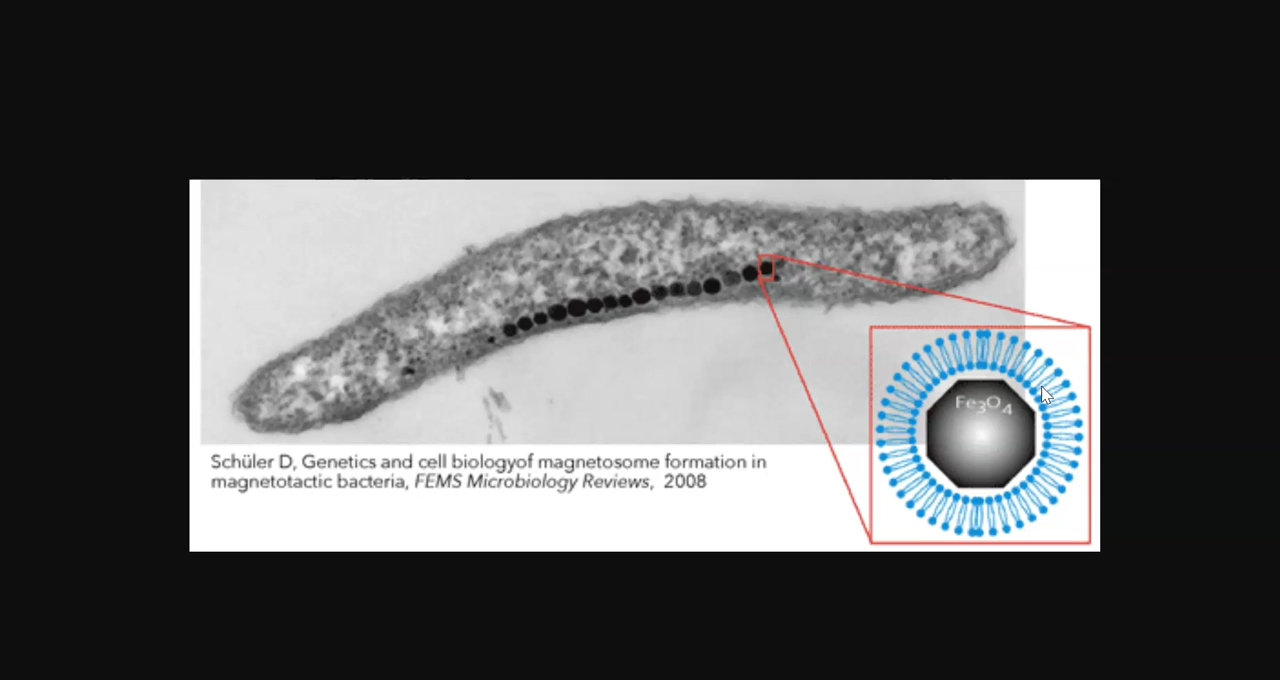 Fe3O4
Schüler D, Genetics and cell biologyof magnetosome formation in
magnetotactic bacteria, FEMS Microbiology Reviews, 2008